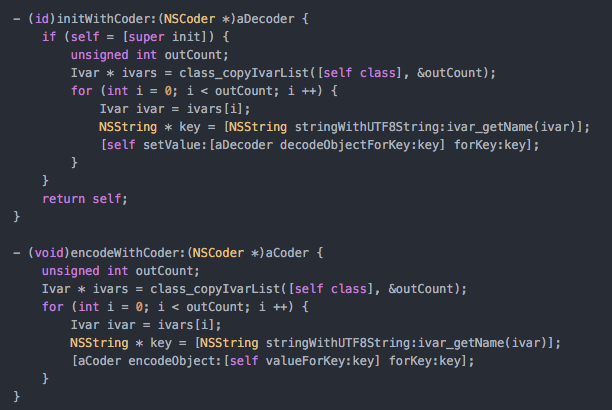 - (id)initWithCoder:(NSCoder *)aDecoder {
    if (self = [super init]) {
        unsigned int outCount;
        Ivar * ivars = class_copyIvarList([self class], &outCount);
        for (int i = 0; i < outCount; i ++) {
            Ivar ivar = ivars[i];
            NSString * key = [NSString stringWithUTF8String:ivar_getName(ivar)];
            [self setValue:[aDecoder decodeObjectForKey:key] forKey:key];
        }
    }
    return self;
}

- (void)encodeWithCoder:(NSCoder *)aCoder {
    unsigned int outCount;
    Ivar * ivars = class_copyIvarList([self class], &outCount);
    for (int i = 0; i < outCount; i ++) {
        Ivar ivar = ivars[i];
        NSString * key = [NSString stringWithUTF8String:ivar_getName(ivar)];
        [aCoder encodeObject:[self valueForKey:key] forKey:key];
    }
}